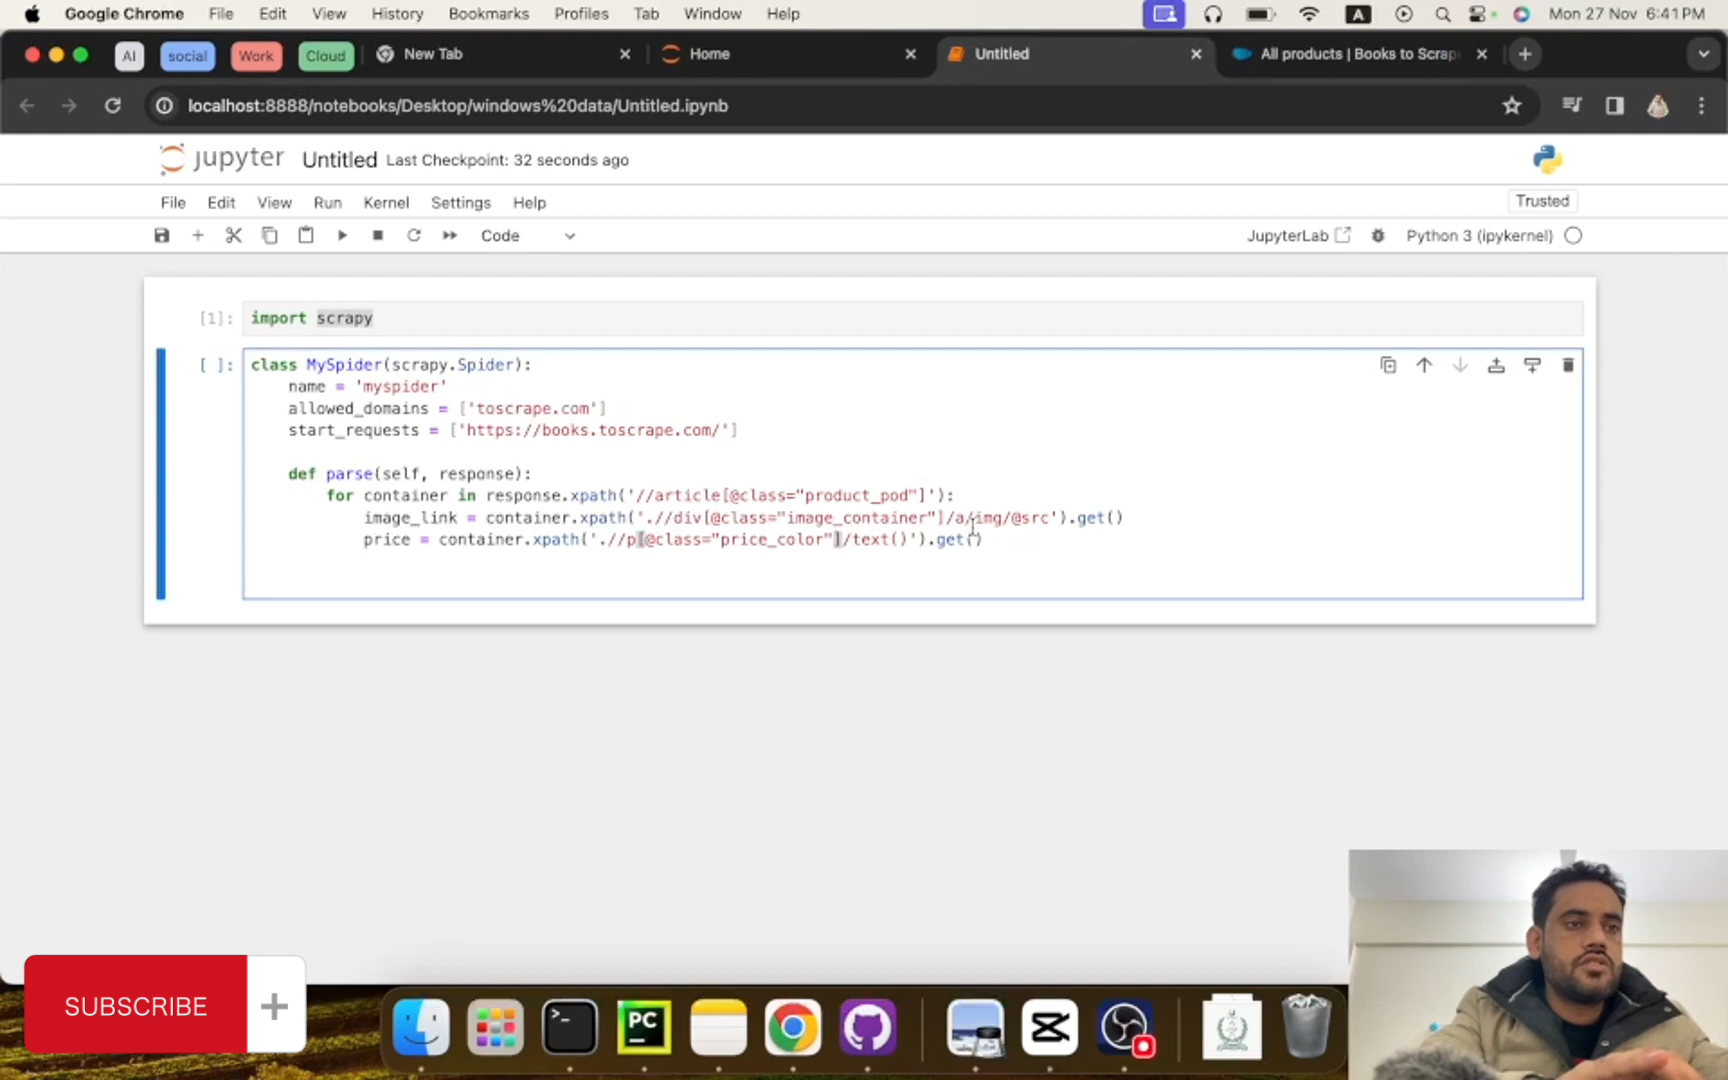 Google Chrome File Edit View History Bookmarks Profiles Tab Window Help A Mon 27 Nov 6:41 PM
AI social Work Cloud New Tab Home Untitled All products | Books to Scrap
localhost:8888/notebooks/Desktop/windows%20data/Untitled.ipynb
jupyter Untitled Last Checkpoint: 32 seconds ago
File Edit View Run Kernel Settings Help Trusted
Code JupyterLab Python 3 (ipykernel)
[1]: import scrapy
[ ]: class MySpider(scrapy.Spider):
name = 'myspider'
allowed_domains = ['toscrape.com']
start_requests = ['https://books.toscrape.com/']
def parse(self, response):
for container in response.xpath('//article[@class="product_pod"]'):
image_link = container.xpath('.//div[@class="image_container"]/a/img/@src').get()
price = container.xpath('.//p[@class="price_color"]/text()').get()
SUBSCRIBE +
>_ PC